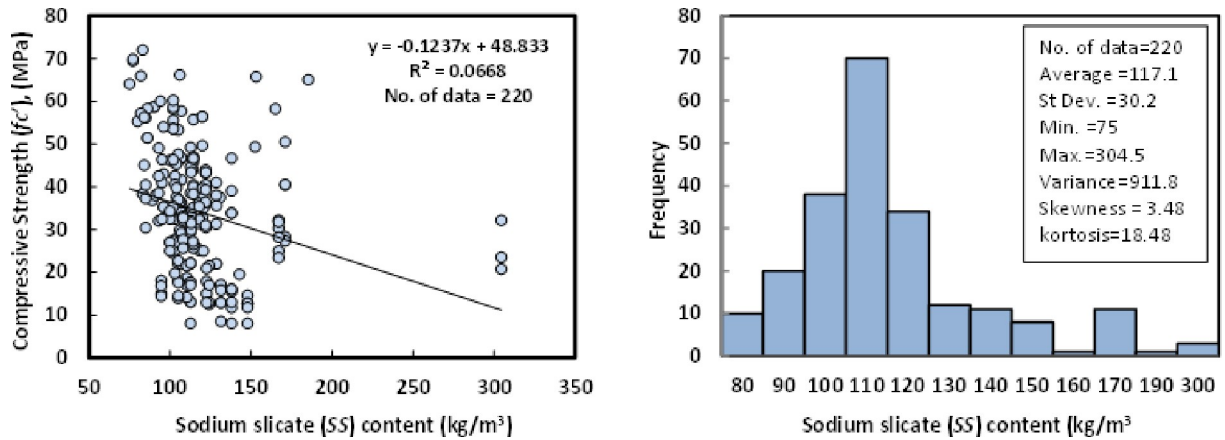 80
70
60
50
40
30
20
10
0
Compressive Strength (fc'), (MPa)
y = -0.1237x + 48.833
R² = 0.0668
No. of data = 220
50 100 150 200 250 300 350
Sodium slicate (SS) content (kg/m³)
80
70
60
50
40
30
20
10
0
Frequency
No. of data=220
Average =117.1
St Dev. =30.2
Min. =75
Max.=304.5
Variance=911.8
Skewness = 3.48
kortosis=18.48
80 90 100 110 120 130 140 150 160 170 190 300
Sodium slicate (SS) content (kg/m³)